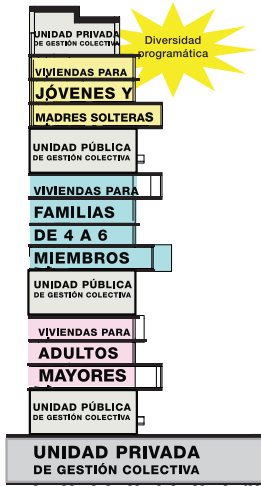 UNIDAD PRIVADA
DE GESTIÓN COLECTIVA
Diversidad
programática
VIVIENDAS PARA
JÓVENES Y
MADRES SOLTERAS
UNIDAD PÚBLICA
DE GESTIÓN COLECTIVA
VIVIENDAS PARA
FAMILIAS
DE 4 A 6
MIEMBROS
UNIDAD PÚBLICA
DE GESTIÓN COLECTIVA
VIVIENDAS PARA
ADULTOS
MAYORES
UNIDAD PÚBLICA
DE GESTIÓN COLECTIVA
UNIDAD PRIVADA
DE GESTIÓN COLECTIVA